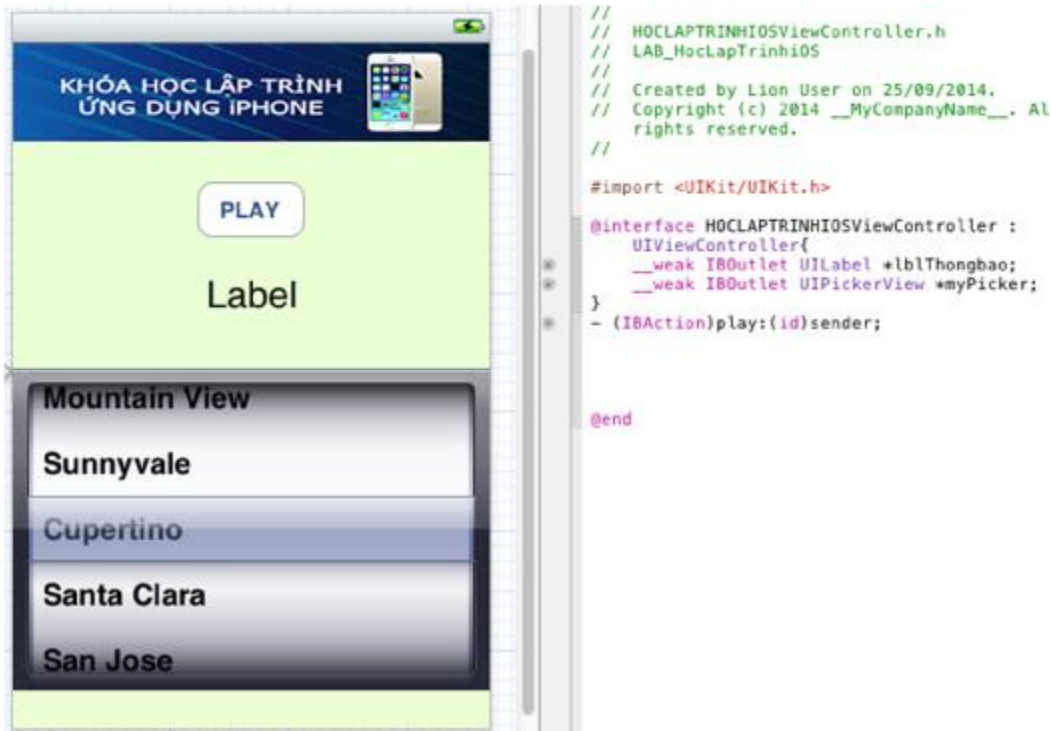 KHÓA HỌC LẬP TRÌNH
ỨNG DỤNG iPHONE
PLAY
Label
Mountain View
Sunnyvale
Cupertino
Santa Clara
San Jose
//
//  HOCLAPTRINHIOSViewController.h
//  LAB_HocLapTrinhiOS
//
//  Created by Lion User on 25/09/2014.
//  Copyright (c) 2014 __MyCompanyName__. Al
rights reserved.
//
#import <UIKit/UIKit.h>
@interface HOCLAPTRINHIOSViewController :
UIViewController{
__weak IBOutlet UILabel *lblThongbao;
__weak IBOutlet UIPickerView *myPicker;
}
- (IBAction)play:(id)sender;
@end